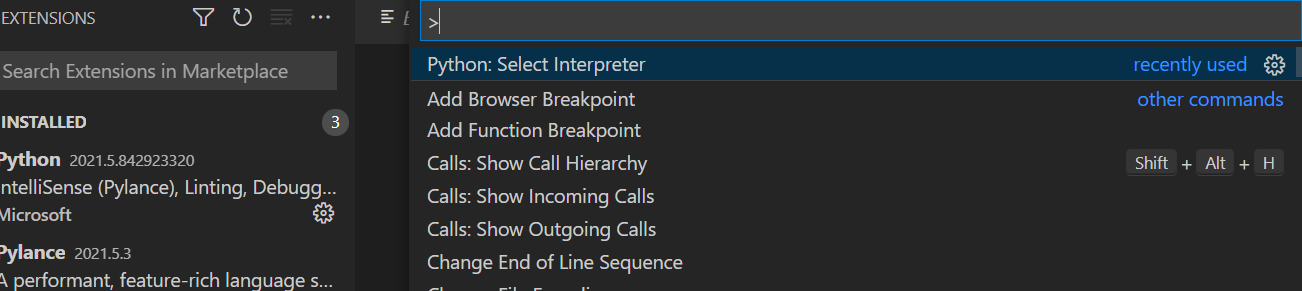 EXTENSIONS
Search Extensions in Marketplace
INSTALLED 3
Python 2021.5.842923320
IntelliSense (Pylance), Linting, Debugg...
Microsoft
Pylance 2021.5.3
A performant, feature-rich language s...
>
Python: Select Interpreter recently used
Add Browser Breakpoint other commands
Add Function Breakpoint
Calls: Show Call Hierarchy Shift + Alt + H
Calls: Show Incoming Calls
Calls: Show Outgoing Calls
Change End of Line Sequence